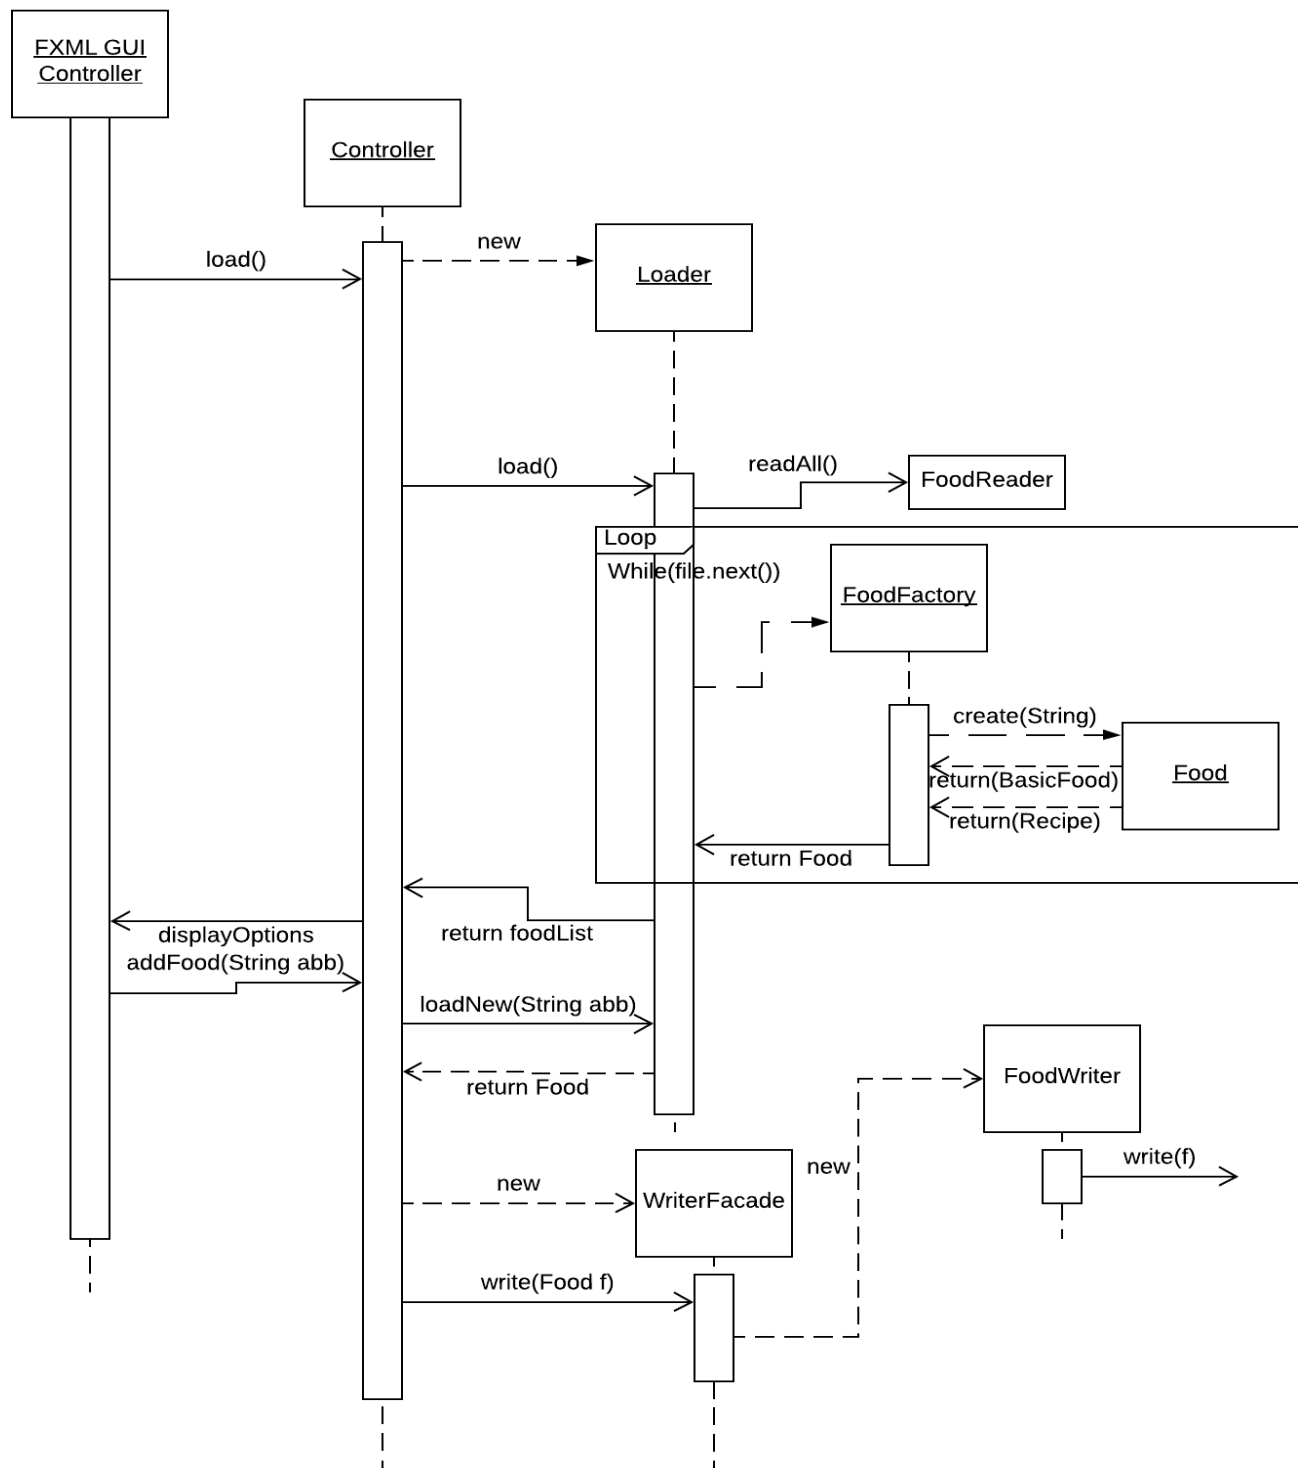 FXML GUI
Controller
Controller
new
load()
Loader
load()
readAll()
FoodReader
Loop
While(file.next())
FoodFactory
create(String)
Food
return(BasicFood)
return(Recipe)
return Food
return foodList
displayOptions
addFood(String abb)
loadNew(String abb)
return Food
FoodWriter
new
write(f)
new
WriterFacade
write(Food f)